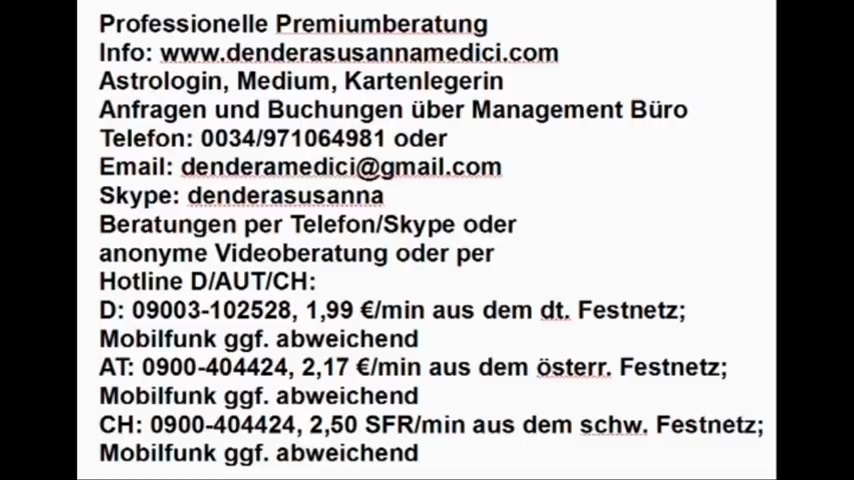 Professionelle Premiumberatung
Info: www.denderasusannamedici.com
Astrologin, Medium, Kartenlegerin
Anfragen und Buchungen über Management Büro
Telefon: 0034/971064981 oder
Email: denderamedici@gmail.com
Skype: denderasusanna
Beratungen per Telefon/Skype oder
anonyme Videoberatung oder per
Hotline D/AUT/CH:
D: 09003-102528, 1,99 €/min aus dem dt. Festnetz;
Mobilfunk ggf. abweichend
AT: 0900-404424, 2,17 €/min aus dem österr. Festnetz;
Mobilfunk ggf. abweichend
CH: 0900-404424, 2,50 SFR/min aus dem schw. Festnetz;
Mobilfunk ggf. abweichend